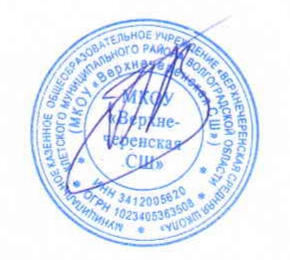 МУНИЦИПАЛЬНОЕ КАЗЕННОЕ ОБЩЕОБРАЗОВАТЕЛЬНОЕ УЧРЕЖДЕНИЕ «ВЕРХНЕЧЕРЕНСКАЯ СРЕДНЯЯ ШКОЛА»
КЛЕТСКОГО МУНИЦИПАЛЬНОГО РАЙОНА ВОЛГОГРАДСКОЙ ОБЛАСТИ
(МКОУ «Верхнечеренская СШ»)
МКОУ
«Верхне-
черенская
СШ»
ИНН 3412005620
ОГРН 1023405363508